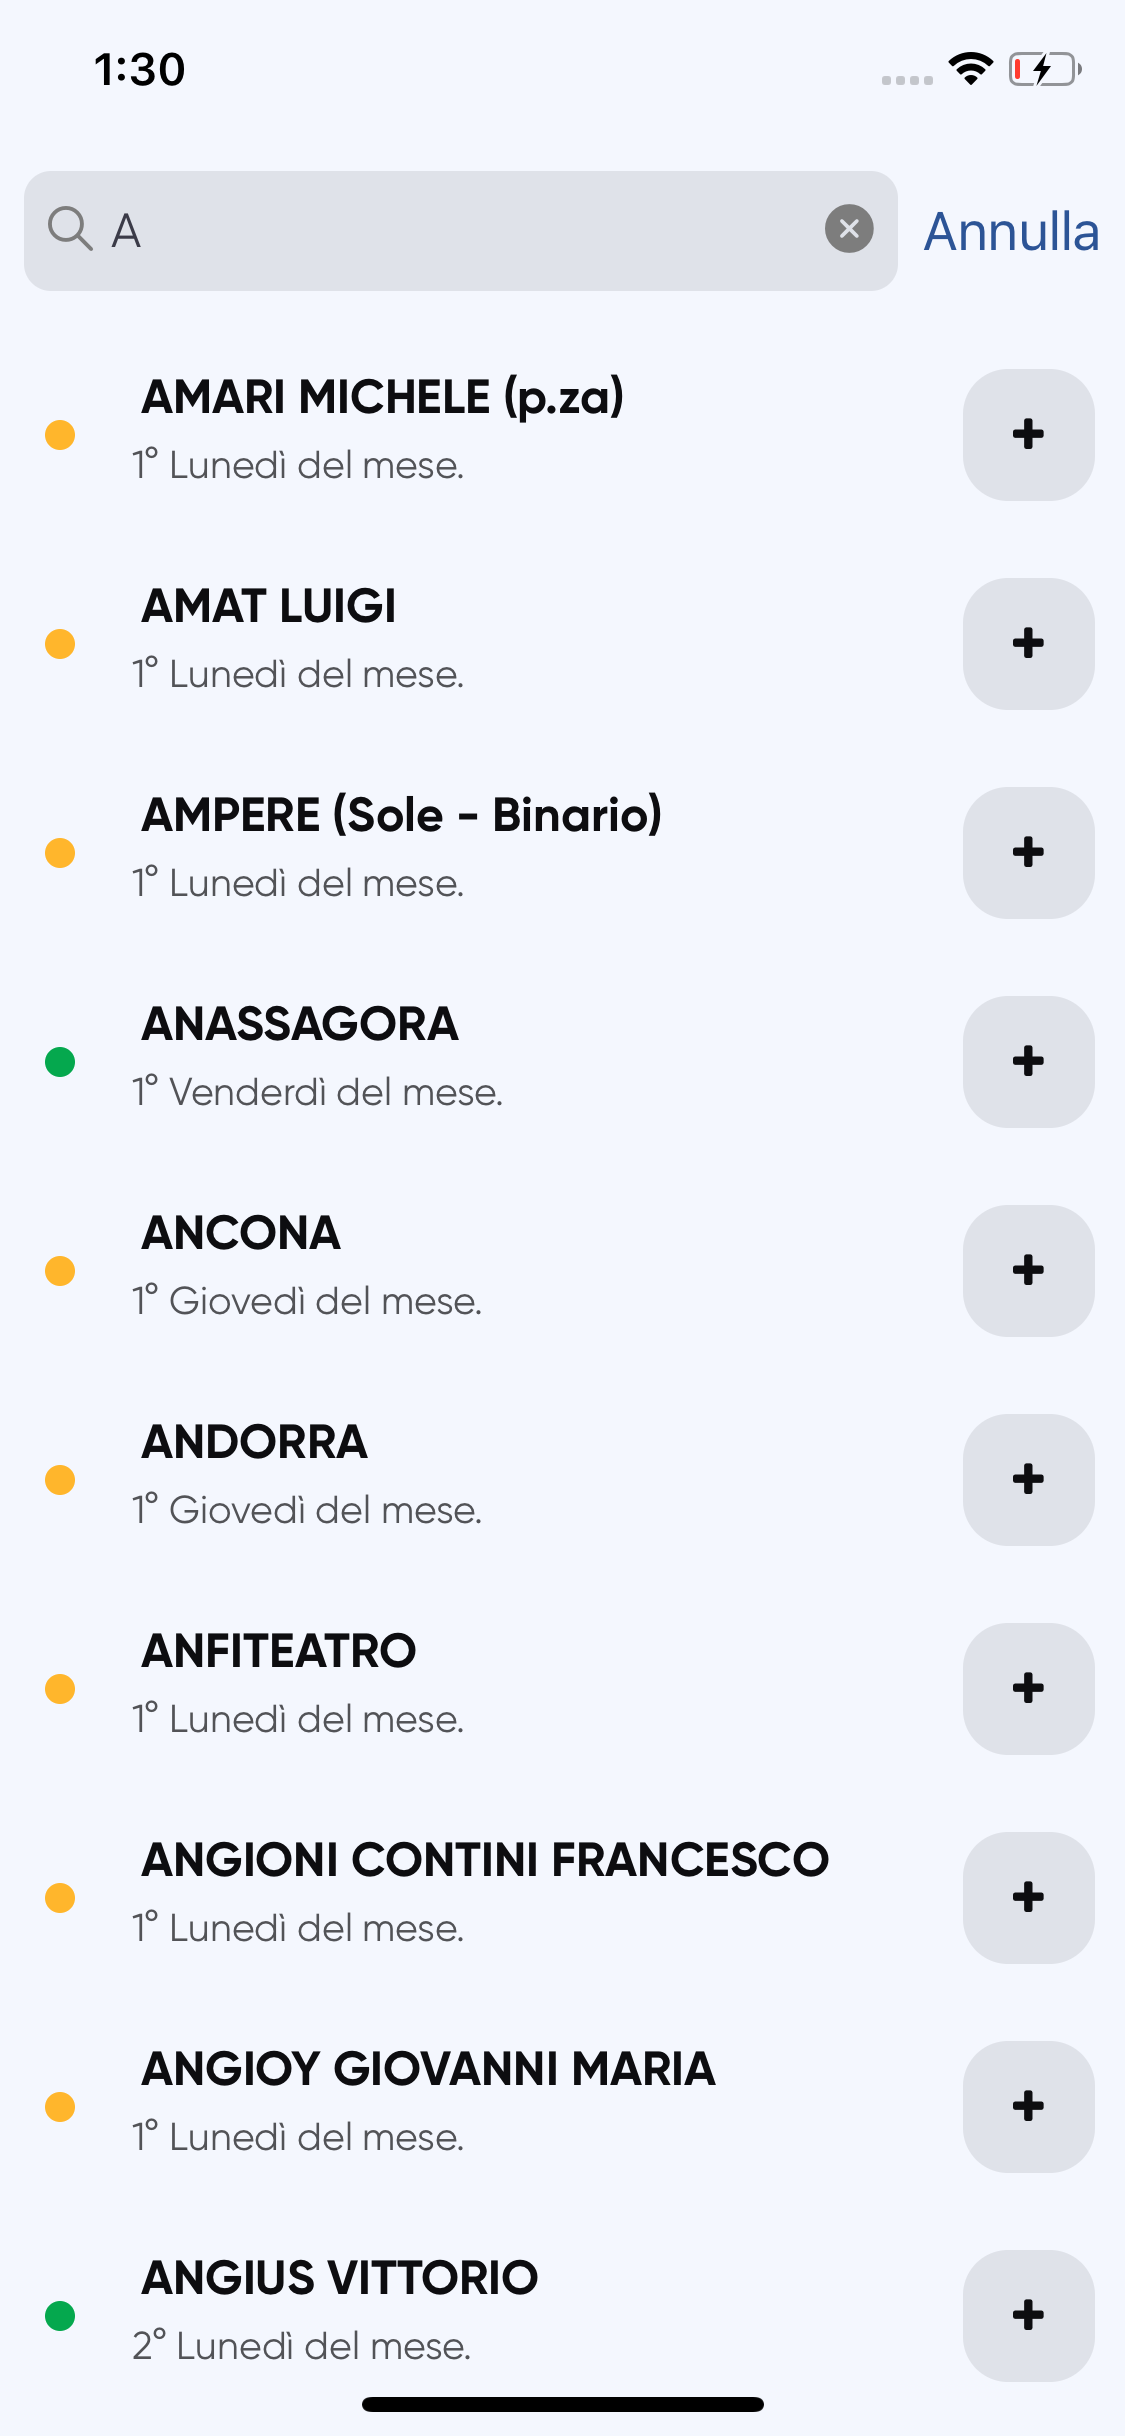 1:30
A
Annulla
AMARI MICHELE (p.za)
1° Lunedì del mese.
AMAT LUIGI
1° Lunedì del mese.
AMPERE (Sole - Binario)
1° Lunedì del mese.
ANASSAGORA
1° Venderdì del mese.
ANCONA
1° Giovedì del mese.
ANDORRA
1° Giovedì del mese.
ANFITEATRO
1° Lunedì del mese.
ANGIONI CONTINI FRANCESCO
1° Lunedì del mese.
ANGIOY GIOVANNI MARIA
1° Lunedì del mese.
ANGIUS VITTORIO
2° Lunedì del mese.